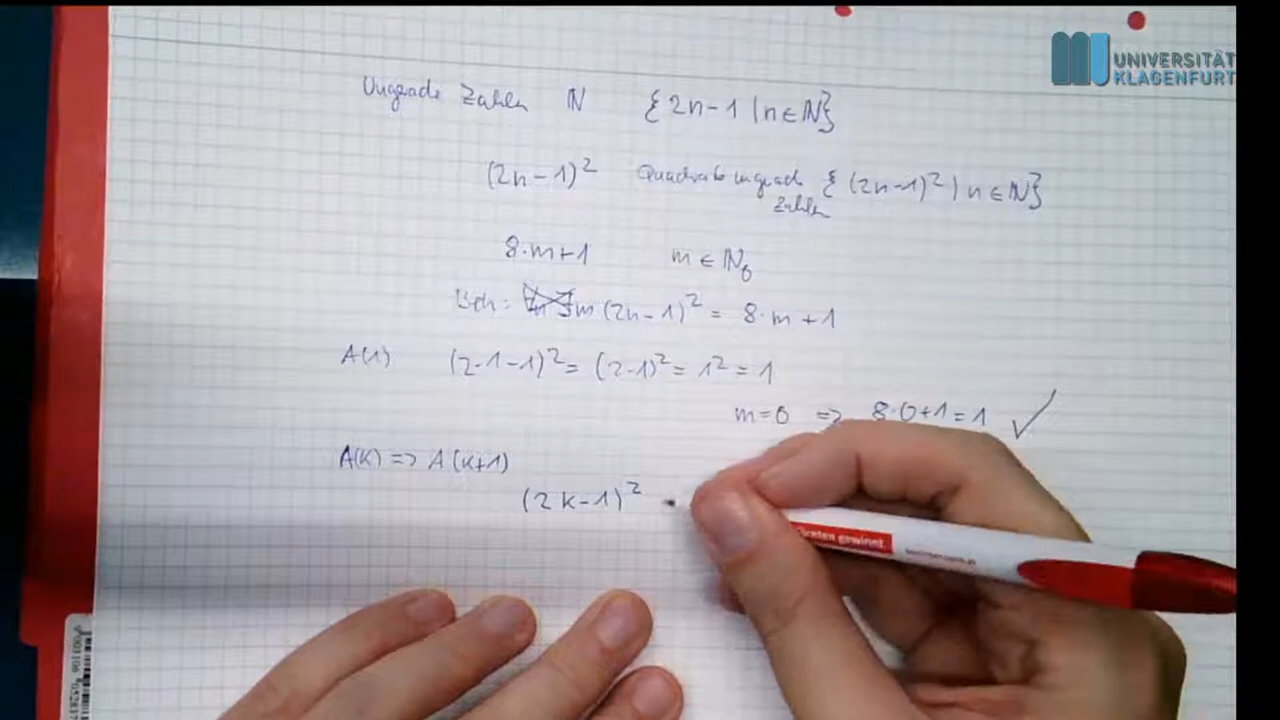 UNIVERSITÄT
KLAGENFURT
Ungerade Zahlen ℕ {2n-1 | n∈ℕ}
(2n-1)² Quadrate ungerade Zahlen {(2n-1)² | n∈ℕ}
8·m+1 m∈ℕ₀
Beh: m (2n-1)² = 8·m+1
A(1) (2·1-1)² = (2-1)² = 1² = 1
m=0 => 8·0+1=1 ✓
A(k) => A(k+1)
(2k-1)²
gewinnt.